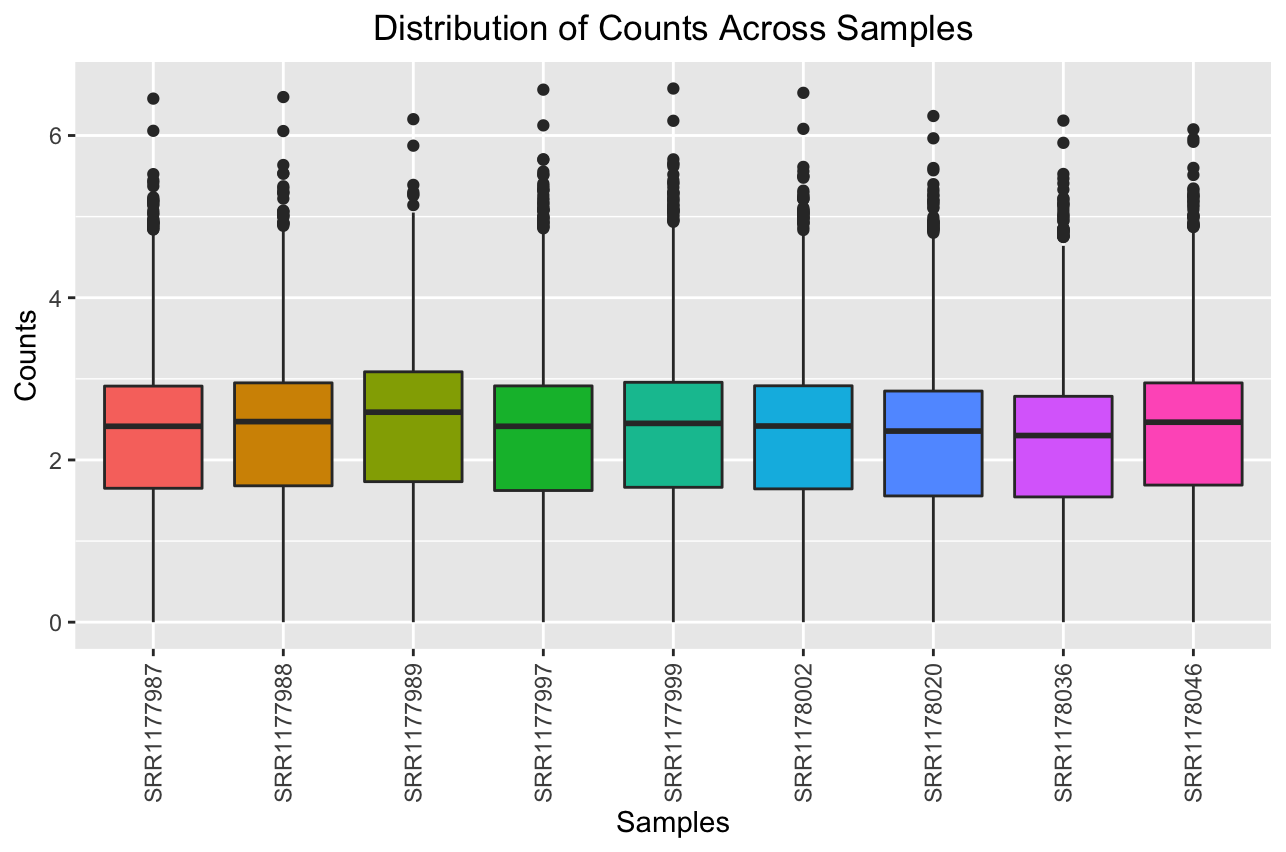 Distribution of Counts Across Samples
Counts
6
4
2
0
SRR1177987
SRR1177988
SRR1177989
SRR1177997
SRR1177999
SRR1178002
SRR1178020
SRR1178036
SRR1178046
Samples